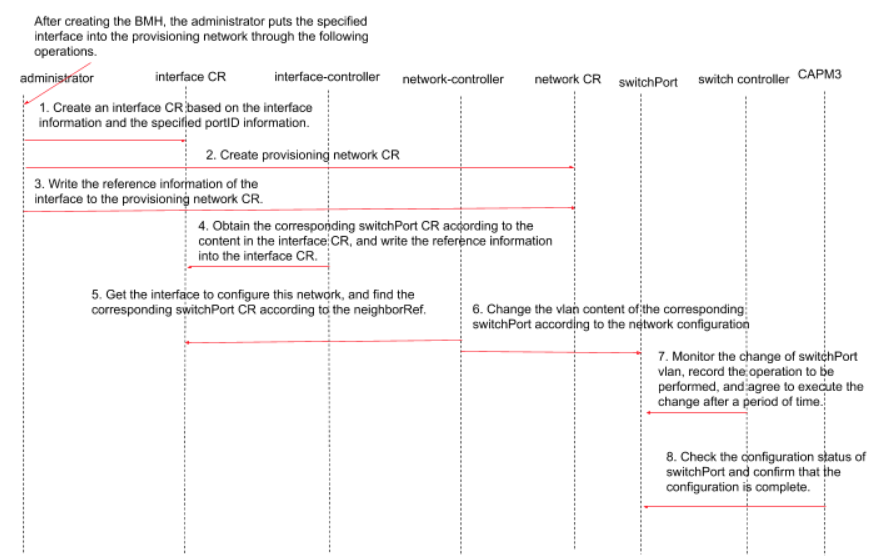 After creating the BMH, the administrator puts the specified
interface into the provisioning network through the following
operations.
administrator
interface CR
interface-controller
network-controller
network CR
switchPort
switch controller
CAPM3
1. Create an interface CR based on the interface
information and the specified portID information.
2. Create provisioning network CR
3. Write the reference information of the
interface to the provisioning network CR.
4. Obtain the corresponding switchPort CR according to the
content in the interface CR, and write the reference information
into the interface CR.
5. Get the interface to configure this network, and find the
corresponding switchPort CR according to the neighborRef.
6. Change the vlan content of the corresponding
switchPort according to the network configuration
7. Monitor the change of switchPort
vlan, record the operation to be
performed, and agree to execute the
change after a period of time.
8. Check the configuration status of
switchPort and confirm that the
configuration is complete.